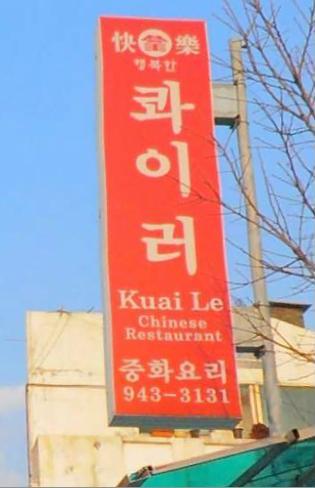 快 樂
행복한
콰이러
Kuai Le
Chinese
Restaurant
중화요리
943-3131